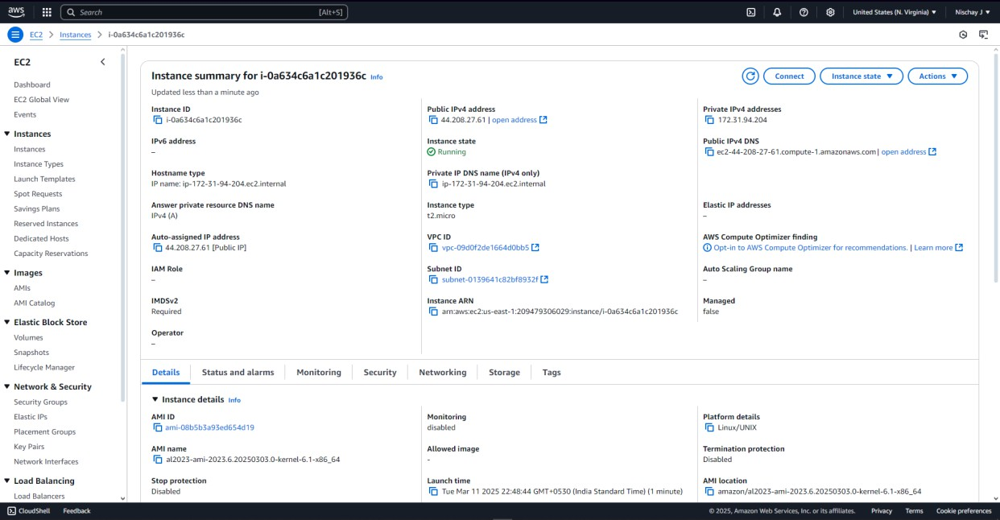 aws
Search [Alt+S]
United States (N. Virginia)
Nischay J
EC2 > Instances > i-0a634c6a1c201936c
EC2
Dashboard
EC2 Global View
Events
Instances
Instances
Instance Types
Launch Templates
Spot Requests
Savings Plans
Reserved Instances
Dedicated Hosts
Capacity Reservations
Images
AMIs
AMI Catalog
Elastic Block Store
Volumes
Snapshots
Lifecycle Manager
Network & Security
Security Groups
Elastic IPs
Placement Groups
Key Pairs
Network Interfaces
Load Balancing
Load Balancers
Instance summary for i-0a634c6a1c201936c Info
Updated less than a minute ago
Connect
Instance state
Actions
Instance ID
i-0a634c6a1c201936c
Public IPv4 address
44.208.27.61 | open address
Private IPv4 addresses
172.31.94.204
IPv6 address
–
Instance state
Running
Public IPv4 DNS
ec2-44-208-27-61.compute-1.amazonaws.com | open address
Hostname type
IP name: ip-172-31-94-204.ec2.internal
Private IP DNS name (IPv4 only)
ip-172-31-94-204.ec2.internal
Answer private resource DNS name
IPv4 (A)
Instance type
t2.micro
Elastic IP addresses
–
Auto-assigned IP address
44.208.27.61 [Public IP]
VPC ID
vpc-09d0f2de1664d0bb5
AWS Compute Optimizer finding
Opt-in to AWS Compute Optimizer for recommendations. | Learn more
IAM Role
–
Subnet ID
subnet-0139641c82bf8932f
Auto Scaling Group name
–
IMDSv2
Required
Instance ARN
arn:aws:ec2:us-east-1:209479306029:instance/i-0a634c6a1c201936c
Managed
false
Operator
–
Details
Status and alarms
Monitoring
Security
Networking
Storage
Tags
Instance details Info
AMI ID
ami-08b5b3a93ed654d19
Monitoring
disabled
Platform details
Linux/UNIX
AMI name
al2023-ami-2023.6.20250303.0-kernel-6.1-x86_64
Allowed image
-
Termination protection
Disabled
Stop protection
Disabled
Launch time
Tue Mar 11 2025 22:48:44 GMT+0530 (India Standard Time) (1 minute)
AMI location
amazon/al2023-ami-2023.6.20250303.0-kernel-6.1-x86_64
CloudShell
Feedback
© 2025, Amazon Web Services, Inc. or its affiliates.
Privacy
Terms
Cookie preferences